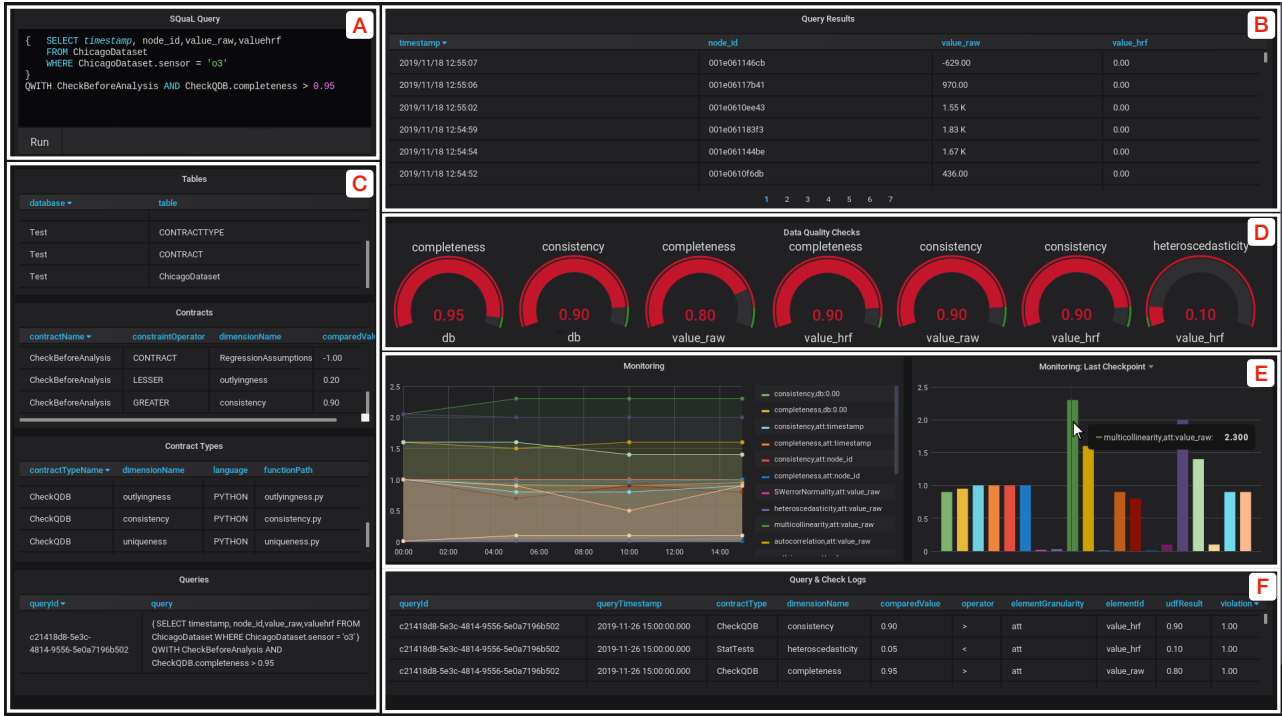 SQuaL Query
A
{   SELECT timestamp, node_id,value_raw,valuehrf
FROM ChicagoDataset
WHERE ChicagoDataset.sensor = 'o3'
}
QWITH CheckBeforeAnalysis AND CheckQDB.completeness > 0.95
Run
Query Results
B
timestamp node_id value_raw value_hrf
2019/11/18 12:55:07 001e061146cb -629.00 0.00
2019/11/18 12:55:06 001e06117b41 970.00 0.00
2019/11/18 12:55:02 001e0610ee43 1.55 K 0.00
2019/11/18 12:54:59 001e061183f3 1.83 K 0.00
2019/11/18 12:54:54 001e061144be 1.67 K 0.00
2019/11/18 12:54:52 001e0610f6db 436.00 0.00
1 2 3 4 5 6 7
Tables
C
database table
Test CONTRACTTYPE
Test CONTRACT
Test ChicagoDataset
Contracts
contractName constraintOperator dimensionName comparedValu
CheckBeforeAnalysis CONTRACT RegressionAssumptions -1.00
CheckBeforeAnalysis LESSER outlyingness 0.20
CheckBeforeAnalysis GREATER consistency 0.90
Contract Types
contractTypeName dimensionName language functionPath
CheckQDB outlyingness PYTHON outlyingness.py
CheckQDB consistency PYTHON consistency.py
CheckQDB uniqueness PYTHON uniqueness.py
Queries
queryId query
c21418d8-5e3c-
4814-9556-5e0a7196b502
{ SELECT timestamp, node_id,value_raw,valuehrf FROM
ChicagoDataset WHERE ChicagoDataset.sensor = 'o3' }
QWITH CheckBeforeAnalysis AND
CheckQDB.completeness > 0.95
Data Quality Checks
D
completeness consistency completeness completeness consistency consistency heteroscedasticity
0.95 0.90 0.80 0.90 0.90 0.90 0.10
db db value_raw value_hrf value_raw value_hrf value_hrf
Monitoring
2.5
2.0
1.5
1.0
0.5
0
00:00 02:00 04:00 06:00 08:00 10:00 12:00 14:00
consistency,db:0.00
completeness,db:0.00
consistency,att:timestamp
completeness,att:timestamp
consistency,att:node_id
completeness,att:node_id
SWerrorNormality,att:value_raw
heteroscedasticity,att:value_raw
multicollinearity,att:value_raw
autocorrelation,att:value_raw
Monitoring: Last Checkpoint
E
2.5
2.0
1.5
1.0
0.5
0
multicollinearity,att:value_raw: 2.300
Query & Check Logs
F
queryId queryTimestamp contractType dimensionName comparedValue operator elementGranularity elementId udfResult violation
c21418d8-5e3c-4814-9556-5e0a7196b502 2019-11-26 15:00:00.000 CheckQDB consistency 0.90 > att value_hrf 0.90 1.00
c21418d8-5e3c-4814-9556-5e0a7196b502 2019-11-26 15:00:00.000 StatTests heteroscedasticity 0.05 < att value_hrf 0.10 1.00
c21418d8-5e3c-4814-9556-5e0a7196b502 2019-11-26 15:00:00.000 CheckQDB completeness 0.95 > att value_raw 0.80 1.00